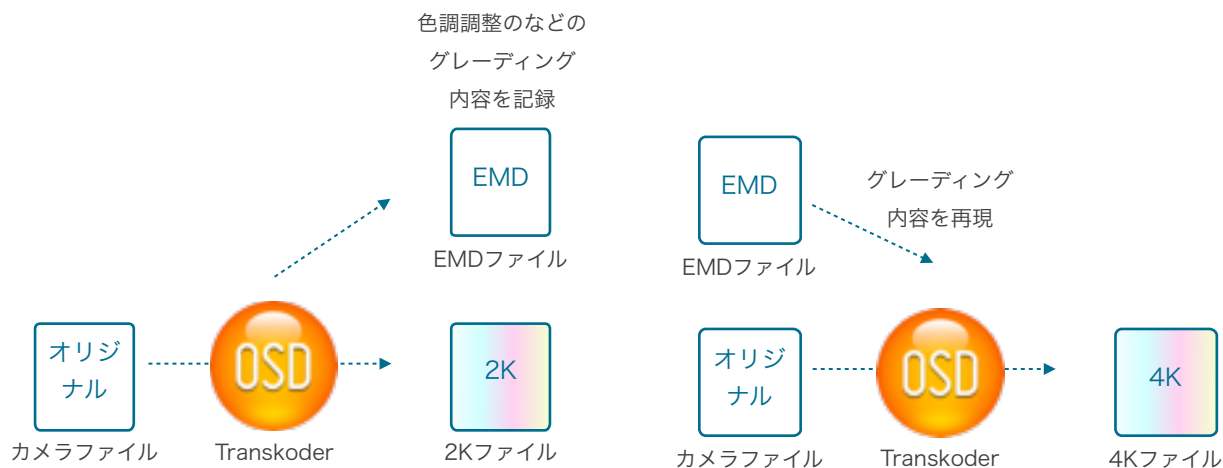 色調調整のなどの
グレーディング
内容を記録
EMD
EMDファイル
オリジ
ナル
カメラファイル
OSD
Transkoder
2K
2Kファイル
EMD
EMDファイル
グレーディング
内容を再現
オリジ
ナル
カメラファイル
OSD
Transkoder
4K
4Kファイル